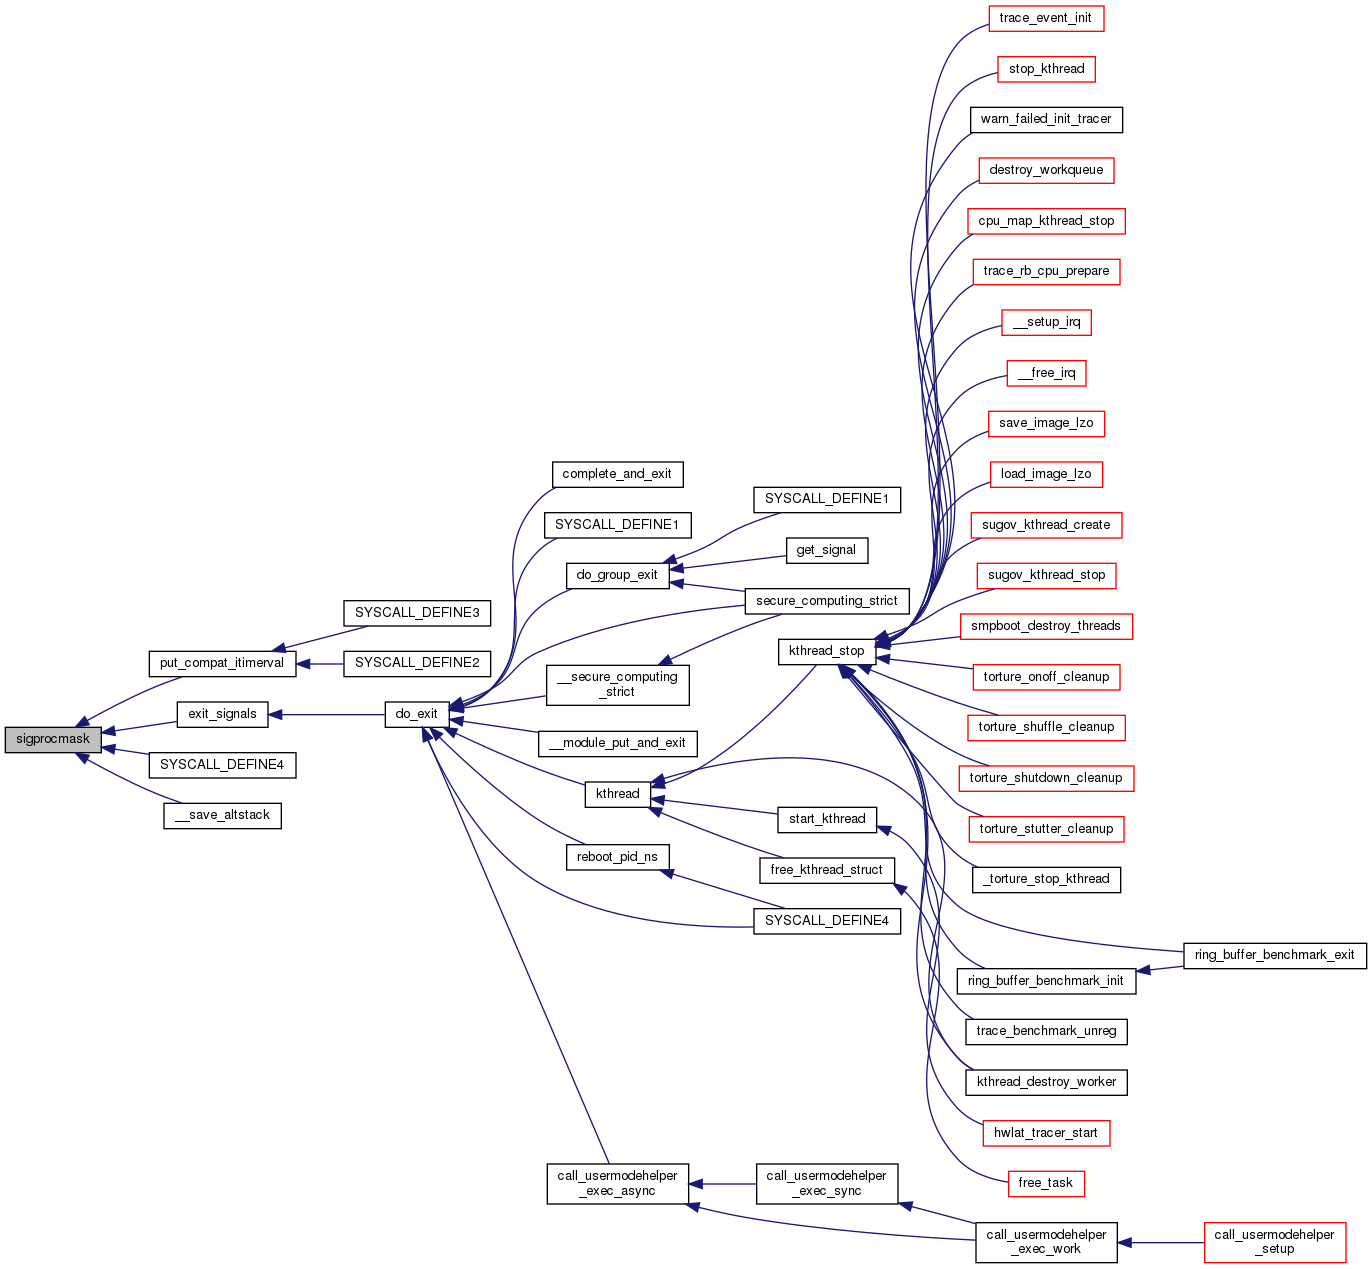 trace_event_init
stop_kthread
warn_failed_init_tracer
destroy_workqueue
cpu_map_kthread_stop
trace_rb_cpu_prepare
__setup_irq
__free_irq
save_image_lzo
complete_and_exit
load_image_lzo
SYSCALL_DEFINE1
SYSCALL_DEFINE1
sugov_kthread_create
get_signal
do_group_exit
sugov_kthread_stop
secure_computing_strict
SYSCALL_DEFINE3
smpboot_destroy_threads
kthread_stop
put_compat_itimerval
SYSCALL_DEFINE2
torture_onoff_cleanup
__secure_computing
_strict
exit_signals
do_exit
torture_shuffle_cleanup
sigprocmask
__module_put_and_exit
SYSCALL_DEFINE4
torture_shutdown_cleanup
kthread
__save_altstack
start_kthread
torture_stutter_cleanup
reboot_pid_ns
free_kthread_struct
_torture_stop_kthread
SYSCALL_DEFINE4
ring_buffer_benchmark_exit
ring_buffer_benchmark_init
trace_benchmark_unreg
kthread_destroy_worker
hwlat_tracer_start
call_usermodehelper
_exec_async
call_usermodehelper
_exec_sync
free_task
call_usermodehelper
_exec_work
call_usermodehelper
_setup